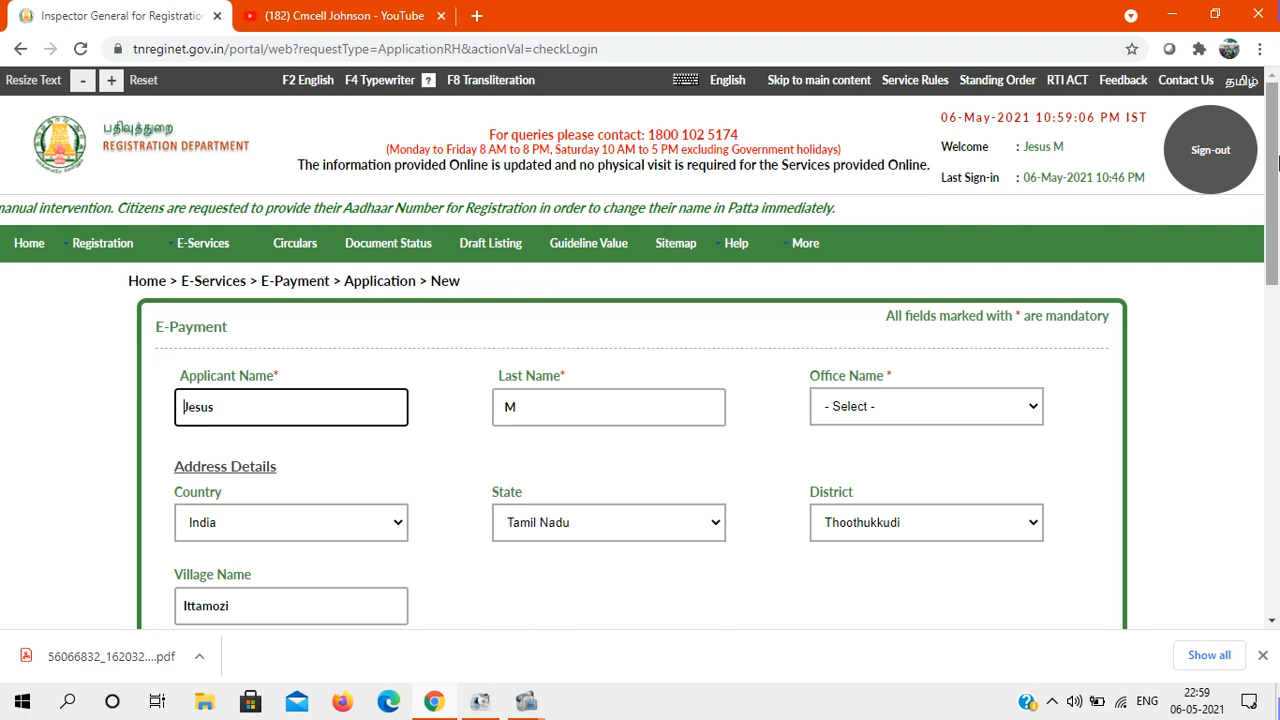 Inspector General for Registration
(182) Cmcell Johnson - YouTube
tnreginet.gov.in/portal/web?requestType=ApplicationRH&actionVal=checkLogin
Resize Text - + Reset F2 English F4 Typewriter ? F8 Transliteration English Skip to main content Service Rules Standing Order RTI ACT Feedback Contact Us தமிழ்
பதிவுத்துறை
REGISTRATION DEPARTMENT
For queries please contact: 1800 102 5174
(Monday to Friday 8 AM to 8 PM, Saturday 10 AM to 5 PM excluding Government holidays)
The information provided Online is updated and no physical visit is required for the Services provided Online.
06-May-2021 10:59:06 PM IST
Welcome : Jesus M
Last Sign-in : 06-May-2021 10:46 PM
Sign-out
manual intervention. Citizens are requested to provide their Aadhaar Number for Registration in order to change their name in Patta immediately.
Home Registration E-Services Circulars Document Status Draft Listing Guideline Value Sitemap Help More
Home > E-Services > E-Payment > Application > New
E-Payment
All fields marked with * are mandatory
Applicant Name* Last Name* Office Name *
Jesus M - Select -
Address Details
Country State District
India Tamil Nadu Thoothukkudi
Village Name
Ittamozi
56066832_162032....pdf Show all
ENG 22:59
06-05-2021